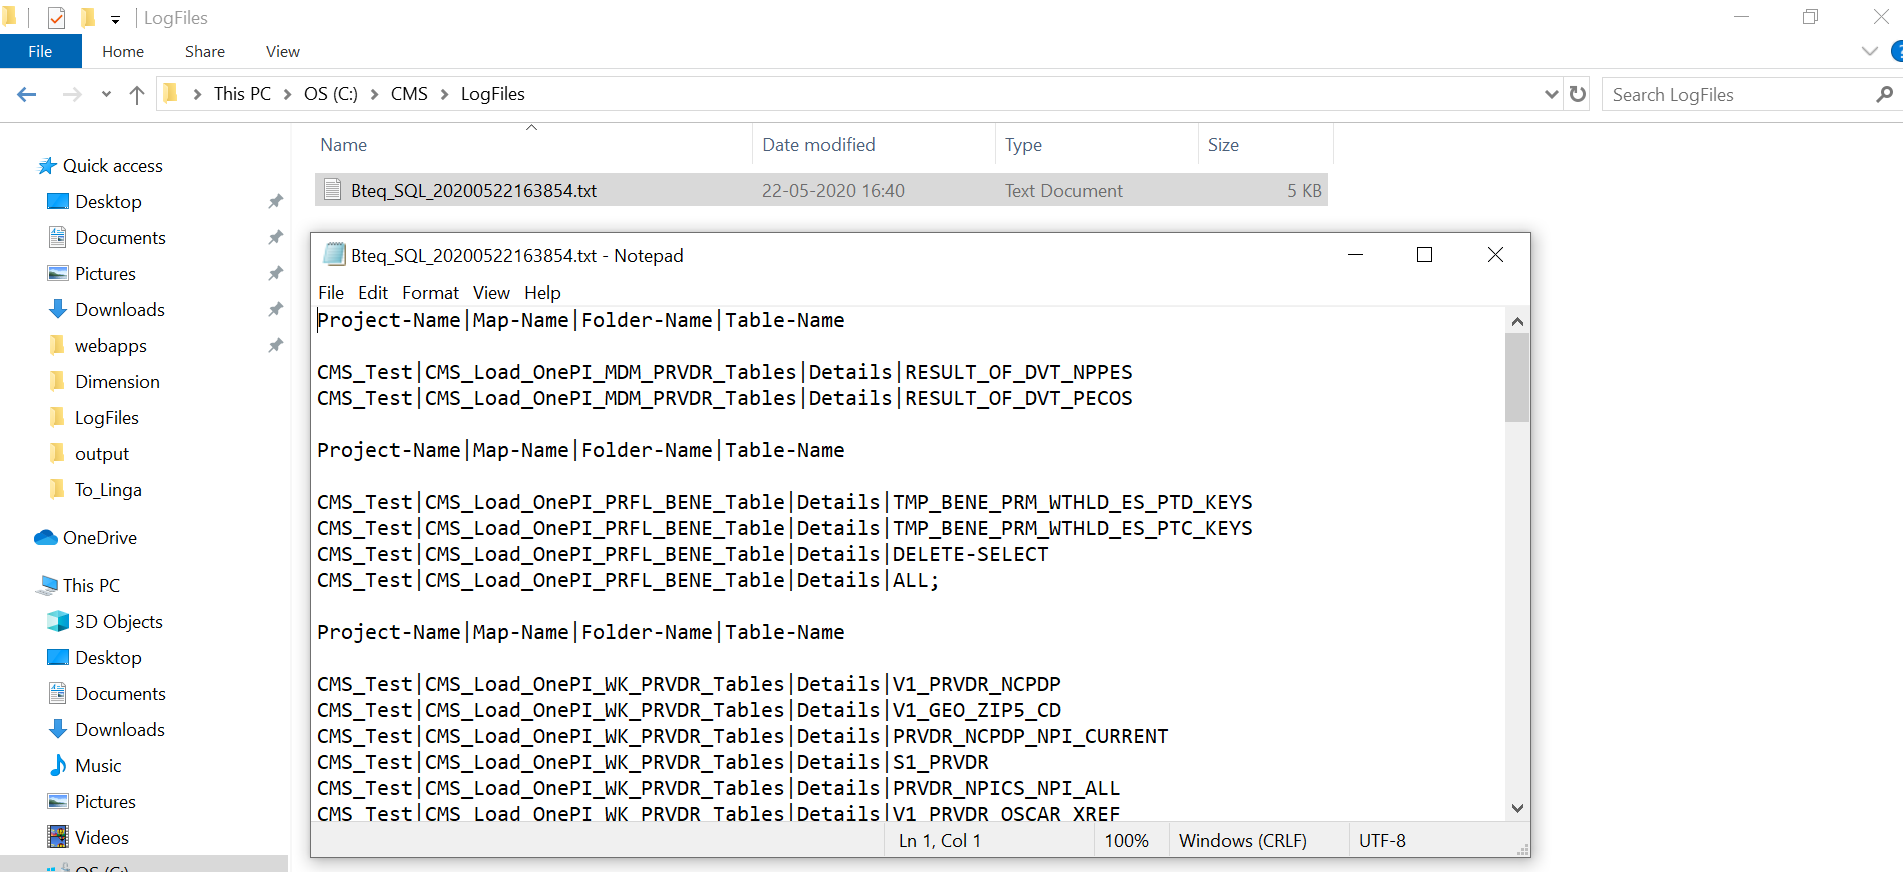 LogFiles
File Home Share View
This PC OS (C:) CMS LogFiles
Search LogFiles
Name Date modified Type Size
Bteq_SQL_20200522163854.txt 22-05-2020 16:40 Text Document 5 KB
Quick access
Desktop
Documents
Pictures
Downloads
webapps
Dimension
LogFiles
output
To_Linga
OneDrive
This PC
3D Objects
Desktop
Documents
Downloads
Music
Pictures
Videos
OS (C:)
Bteq_SQL_20200522163854.txt - Notepad
File Edit Format View Help
Project-Name|Map-Name|Folder-Name|Table-Name
CMS_Test|CMS_Load_OnePI_MDM_PRVDR_Tables|Details|RESULT_OF_DVT_NPPES
CMS_Test|CMS_Load_OnePI_MDM_PRVDR_Tables|Details|RESULT_OF_DVT_PECOS
Project-Name|Map-Name|Folder-Name|Table-Name
CMS_Test|CMS_Load_OnePI_PRFL_BENE_Table|Details|TMP_BENE_PRM_WTHLD_ES_PTD_KEYS
CMS_Test|CMS_Load_OnePI_PRFL_BENE_Table|Details|TMP_BENE_PRM_WTHLD_ES_PTC_KEYS
CMS_Test|CMS_Load_OnePI_PRFL_BENE_Table|Details|DELETE-SELECT
CMS_Test|CMS_Load_OnePI_PRFL_BENE_Table|Details|ALL;
Project-Name|Map-Name|Folder-Name|Table-Name
CMS_Test|CMS_Load_OnePI_WK_PRVDR_Tables|Details|V1_PRVDR_NCPDP
CMS_Test|CMS_Load_OnePI_WK_PRVDR_Tables|Details|V1_GEO_ZIP5_CD
CMS_Test|CMS_Load_OnePI_WK_PRVDR_Tables|Details|PRVDR_NCPDP_NPI_CURRENT
CMS_Test|CMS_Load_OnePI_WK_PRVDR_Tables|Details|S1_PRVDR
CMS_Test|CMS_Load_OnePI_WK_PRVDR_Tables|Details|PRVDR_NPICS_NPI_ALL
CMS_Test|CMS_Load_OnePI_WK_PRVDR_Tables|Details|V1_PRVDR_OSCAR_XREF
Ln 1, Col 1 100% Windows (CRLF) UTF-8